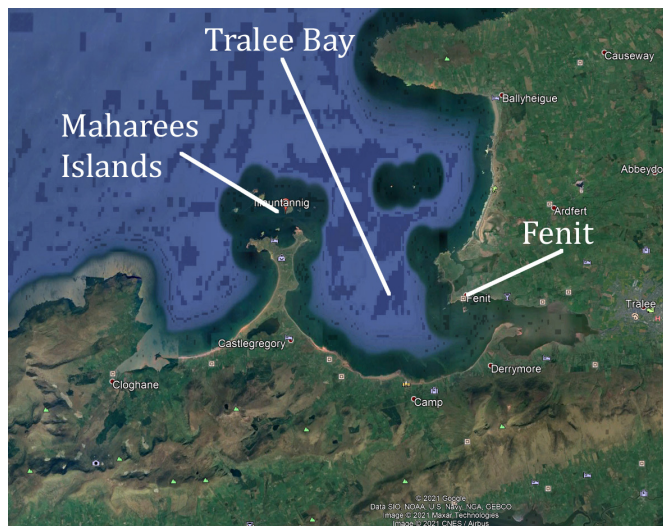 Tralee Bay
Causeway
Ballyheigue
Maharees
Islands
Abbeydo
Mountannig
Ardfert
Fenit
Fenit
Tralee
Castlegregory
Derrymore
Cloghane
Camp
© 2021 Google
Data SIO, NOAA, U.S. Navy, NGA, GEBCO
Image © 2021 Maxar Technologies
Image © 2021 CNES / Airbus